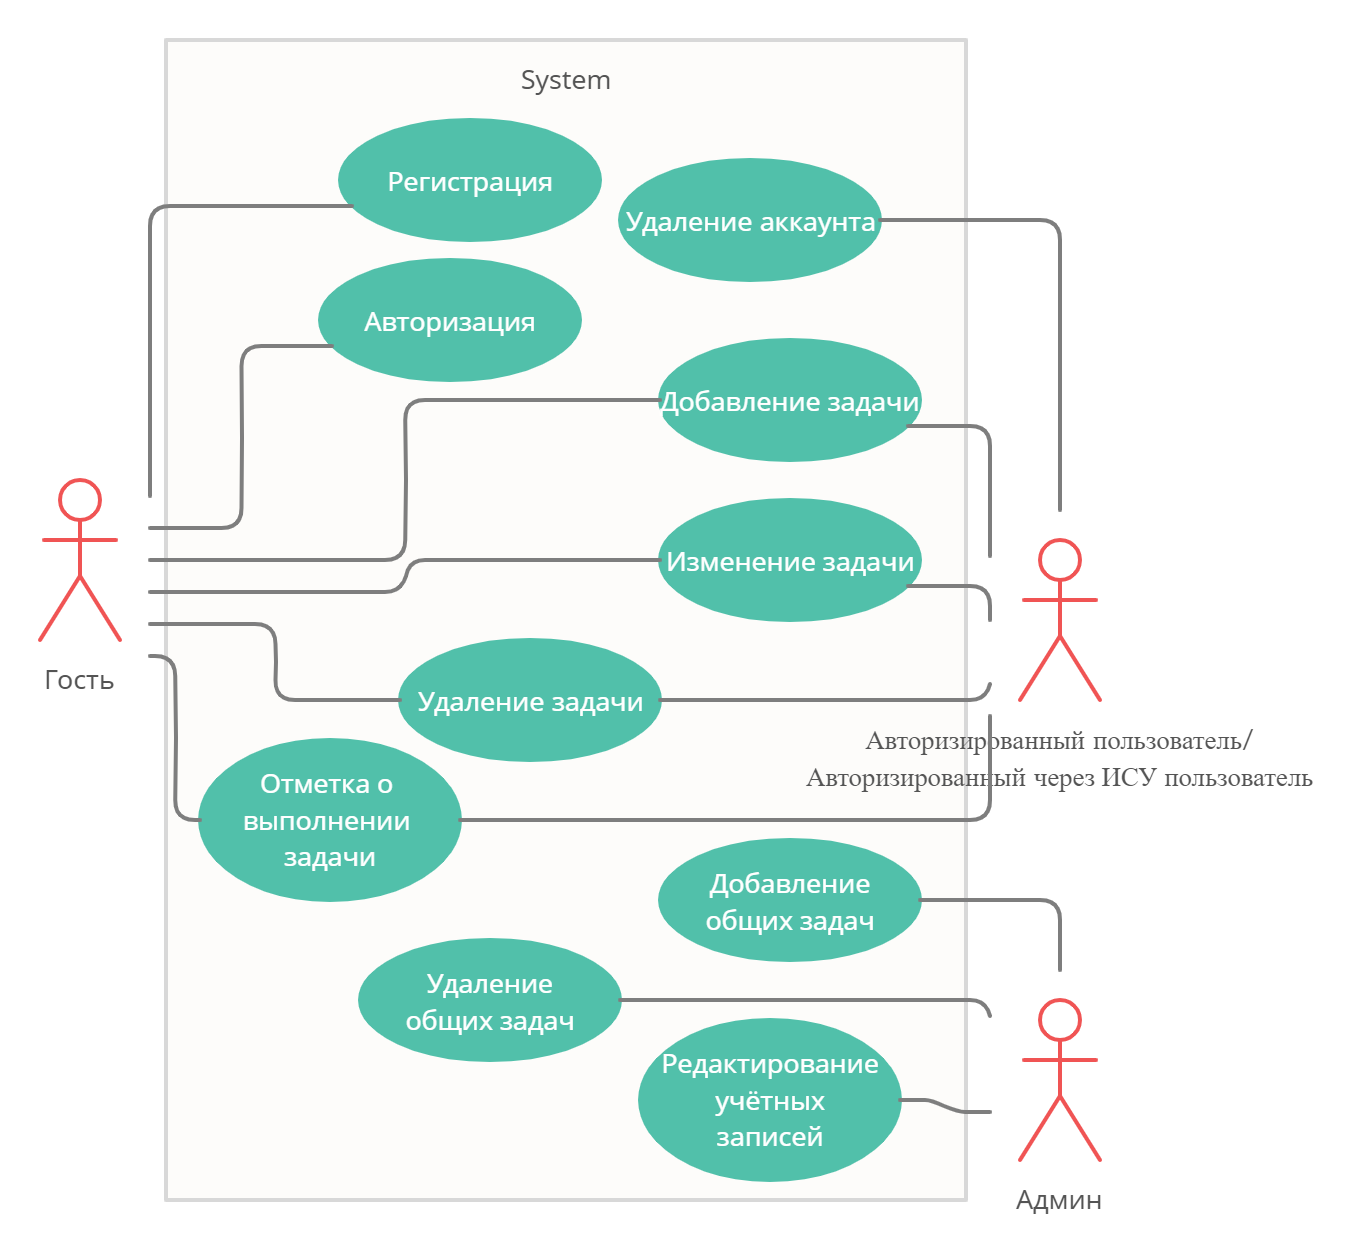 System
Регистрация
Удаление аккаунта
Авторизация
Добавление задачи
Изменение задачи
Гость
Удаление задачи
Авторизированный пользователь/
Авторизированный через ИСУ пользователь
Отметка о
выполнении
задачи
Добавление
общих задач
Удаление
общих задач
Редактирование
учётных
записей
Админ